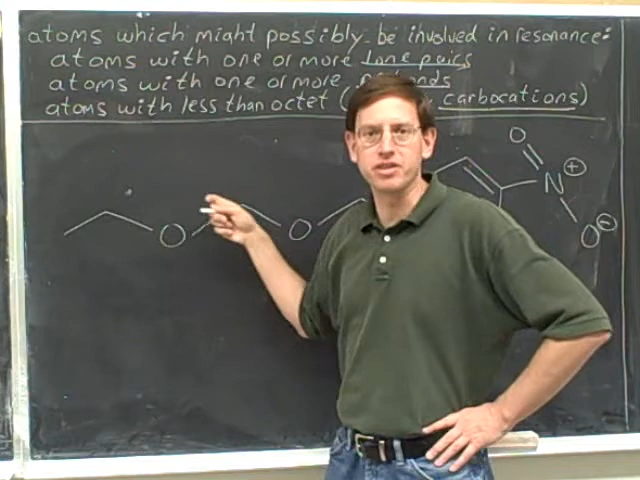 atoms which might possibly be involved in resonance:
atoms with one or more lone pairs
atoms with one or more
atoms with less than octet ( carbocations)
O O O N + O −